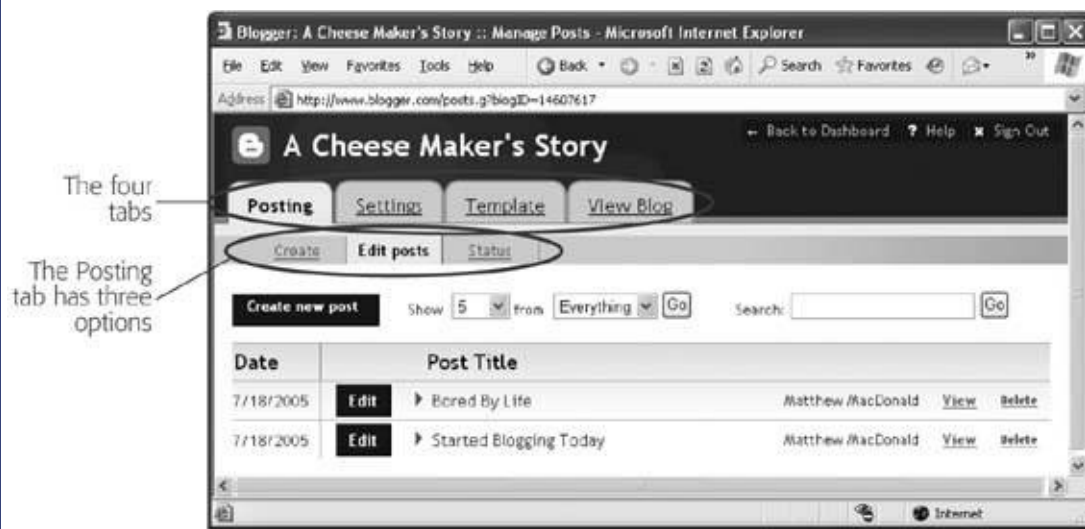 Blogger: A Cheese Maker's Story :: Manage Posts - Microsoft Internet Explorer
File Edit View Favorites Tools Help Back Search Favorites »
Address http://www.blogger.com/posts.g?blogID=14607617
← Back to Dashboard ? Help × Sign Out
A Cheese Maker's Story
The four
tabs
Posting Settings Template View Blog
Create Edit posts Status
The Posting
tab has three
options
Create new post Show 5 from Everything Go Search: Go
Date Post Title
7/18/2005 Edit Bored By Life Matthew MacDonald View Delete
7/18/2005 Edit Started Blogging Today Matthew MacDonald View Delete
Internet